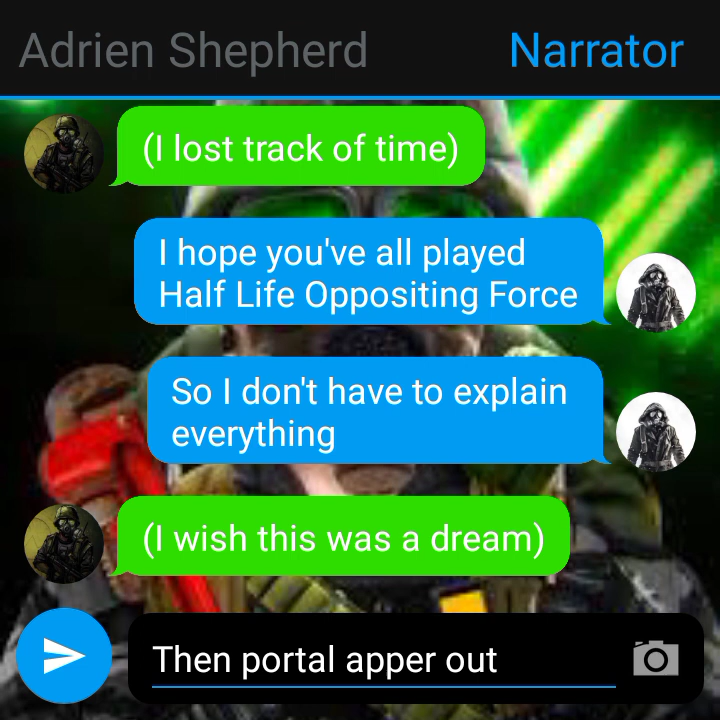 Adrien Shepherd
Narrator
(I lost track of time)
I hope you've all played
Half Life Oppositing Force
So I don't have to explain
everything
(I wish this was a dream)
Then portal apper out